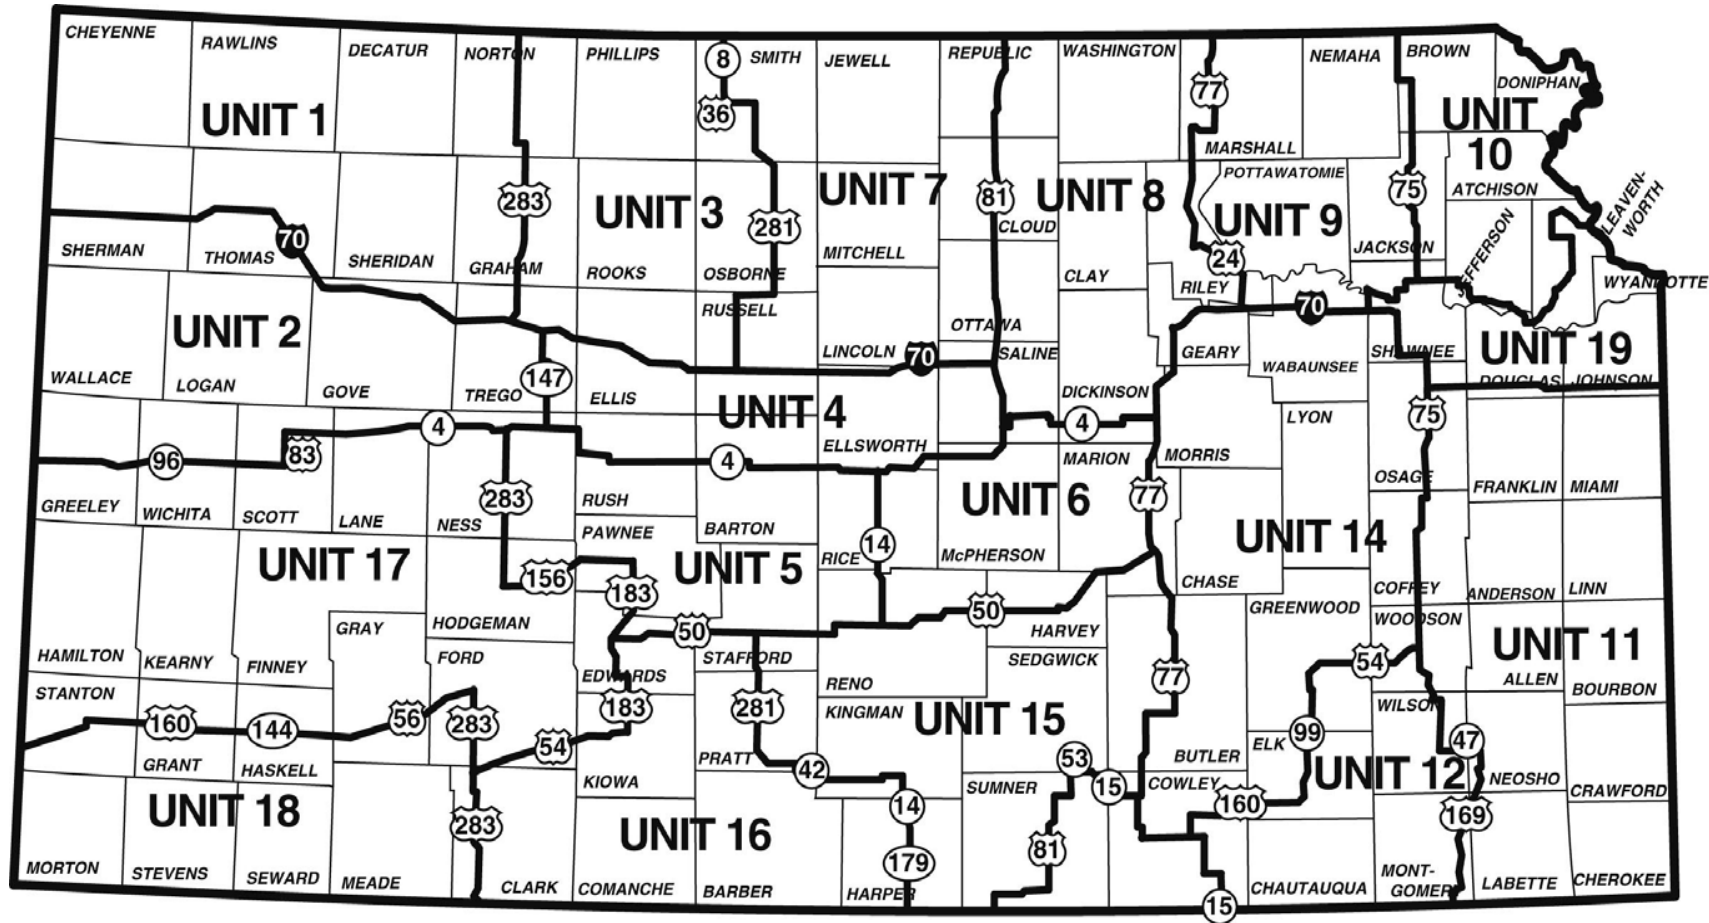 CHEYENNE
RAWLINS
DECATUR
NORTON
PHILLIPS
8
SMITH
JEWELL
REPUBLIC
WASHINGTON
NEMAHA
BROWN
DONIPHAN
77
36
UNIT 1
UNIT
10
MARSHALL
POTTAWATOMIE
283
UNIT 3
281
UNIT 7
81
UNIT 8
UNIT 9
75
ATCHISON
LEAVEN-
WORTH
JEFFERSON
CLOUD
70
SHERMAN
THOMAS
SHERIDAN
GRAHAM
ROOKS
OSBORNE
MITCHELL
CLAY
24
RILEY
JACKSON
WYANDOTTE
RUSSELL
70
UNIT 2
OTTAWA
LINCOLN
70
SALINE
GEARY
WABAUNSEE
SHAWNEE
UNIT 19
DOUGLAS
JOHNSON
WALLACE
LOGAN
GOVE
TREGO
147
ELLIS
UNIT 4
DICKINSON
4
LYON
75
4
83
96
4
ELLSWORTH
MARION
MORRIS
OSAGE
FRANKLIN
MIAMI
GREELEY
WICHITA
SCOTT
LANE
NESS
283
RUSH
PAWNEE
BARTON
UNIT 6
77
UNIT 17
156
183
UNIT 5
RICE
14
McPHERSON
UNIT 14
CHASE
COFFEY
ANDERSON
LINN
HODGEMAN
GRAY
50
50
HARVEY
GREENWOOD
WOODSON
UNIT 11
HAMILTON
KEARNY
FINNEY
FORD
EDWARDS
STAFFORD
SEDGWICK
77
54
ALLEN
BOURBON
STANTON
RENO
160
144
56
283
54
183
281
KINGMAN
UNIT 15
WILSON
GRANT
HASKELL
PRATT
42
53
BUTLER
ELK
99
47
KIOWA
SUMNER
15
COWLEY
160
UNIT 12
NEOSHO
CRAWFORD
UNIT 18
283
UNIT 16
14
81
169
MORTON
STEVENS
SEWARD
MEADE
CLARK
COMANCHE
BARBER
HARPER
179
15
CHAUTAUQUA
MONT-
GOMERY
LABETTE
CHEROKEE